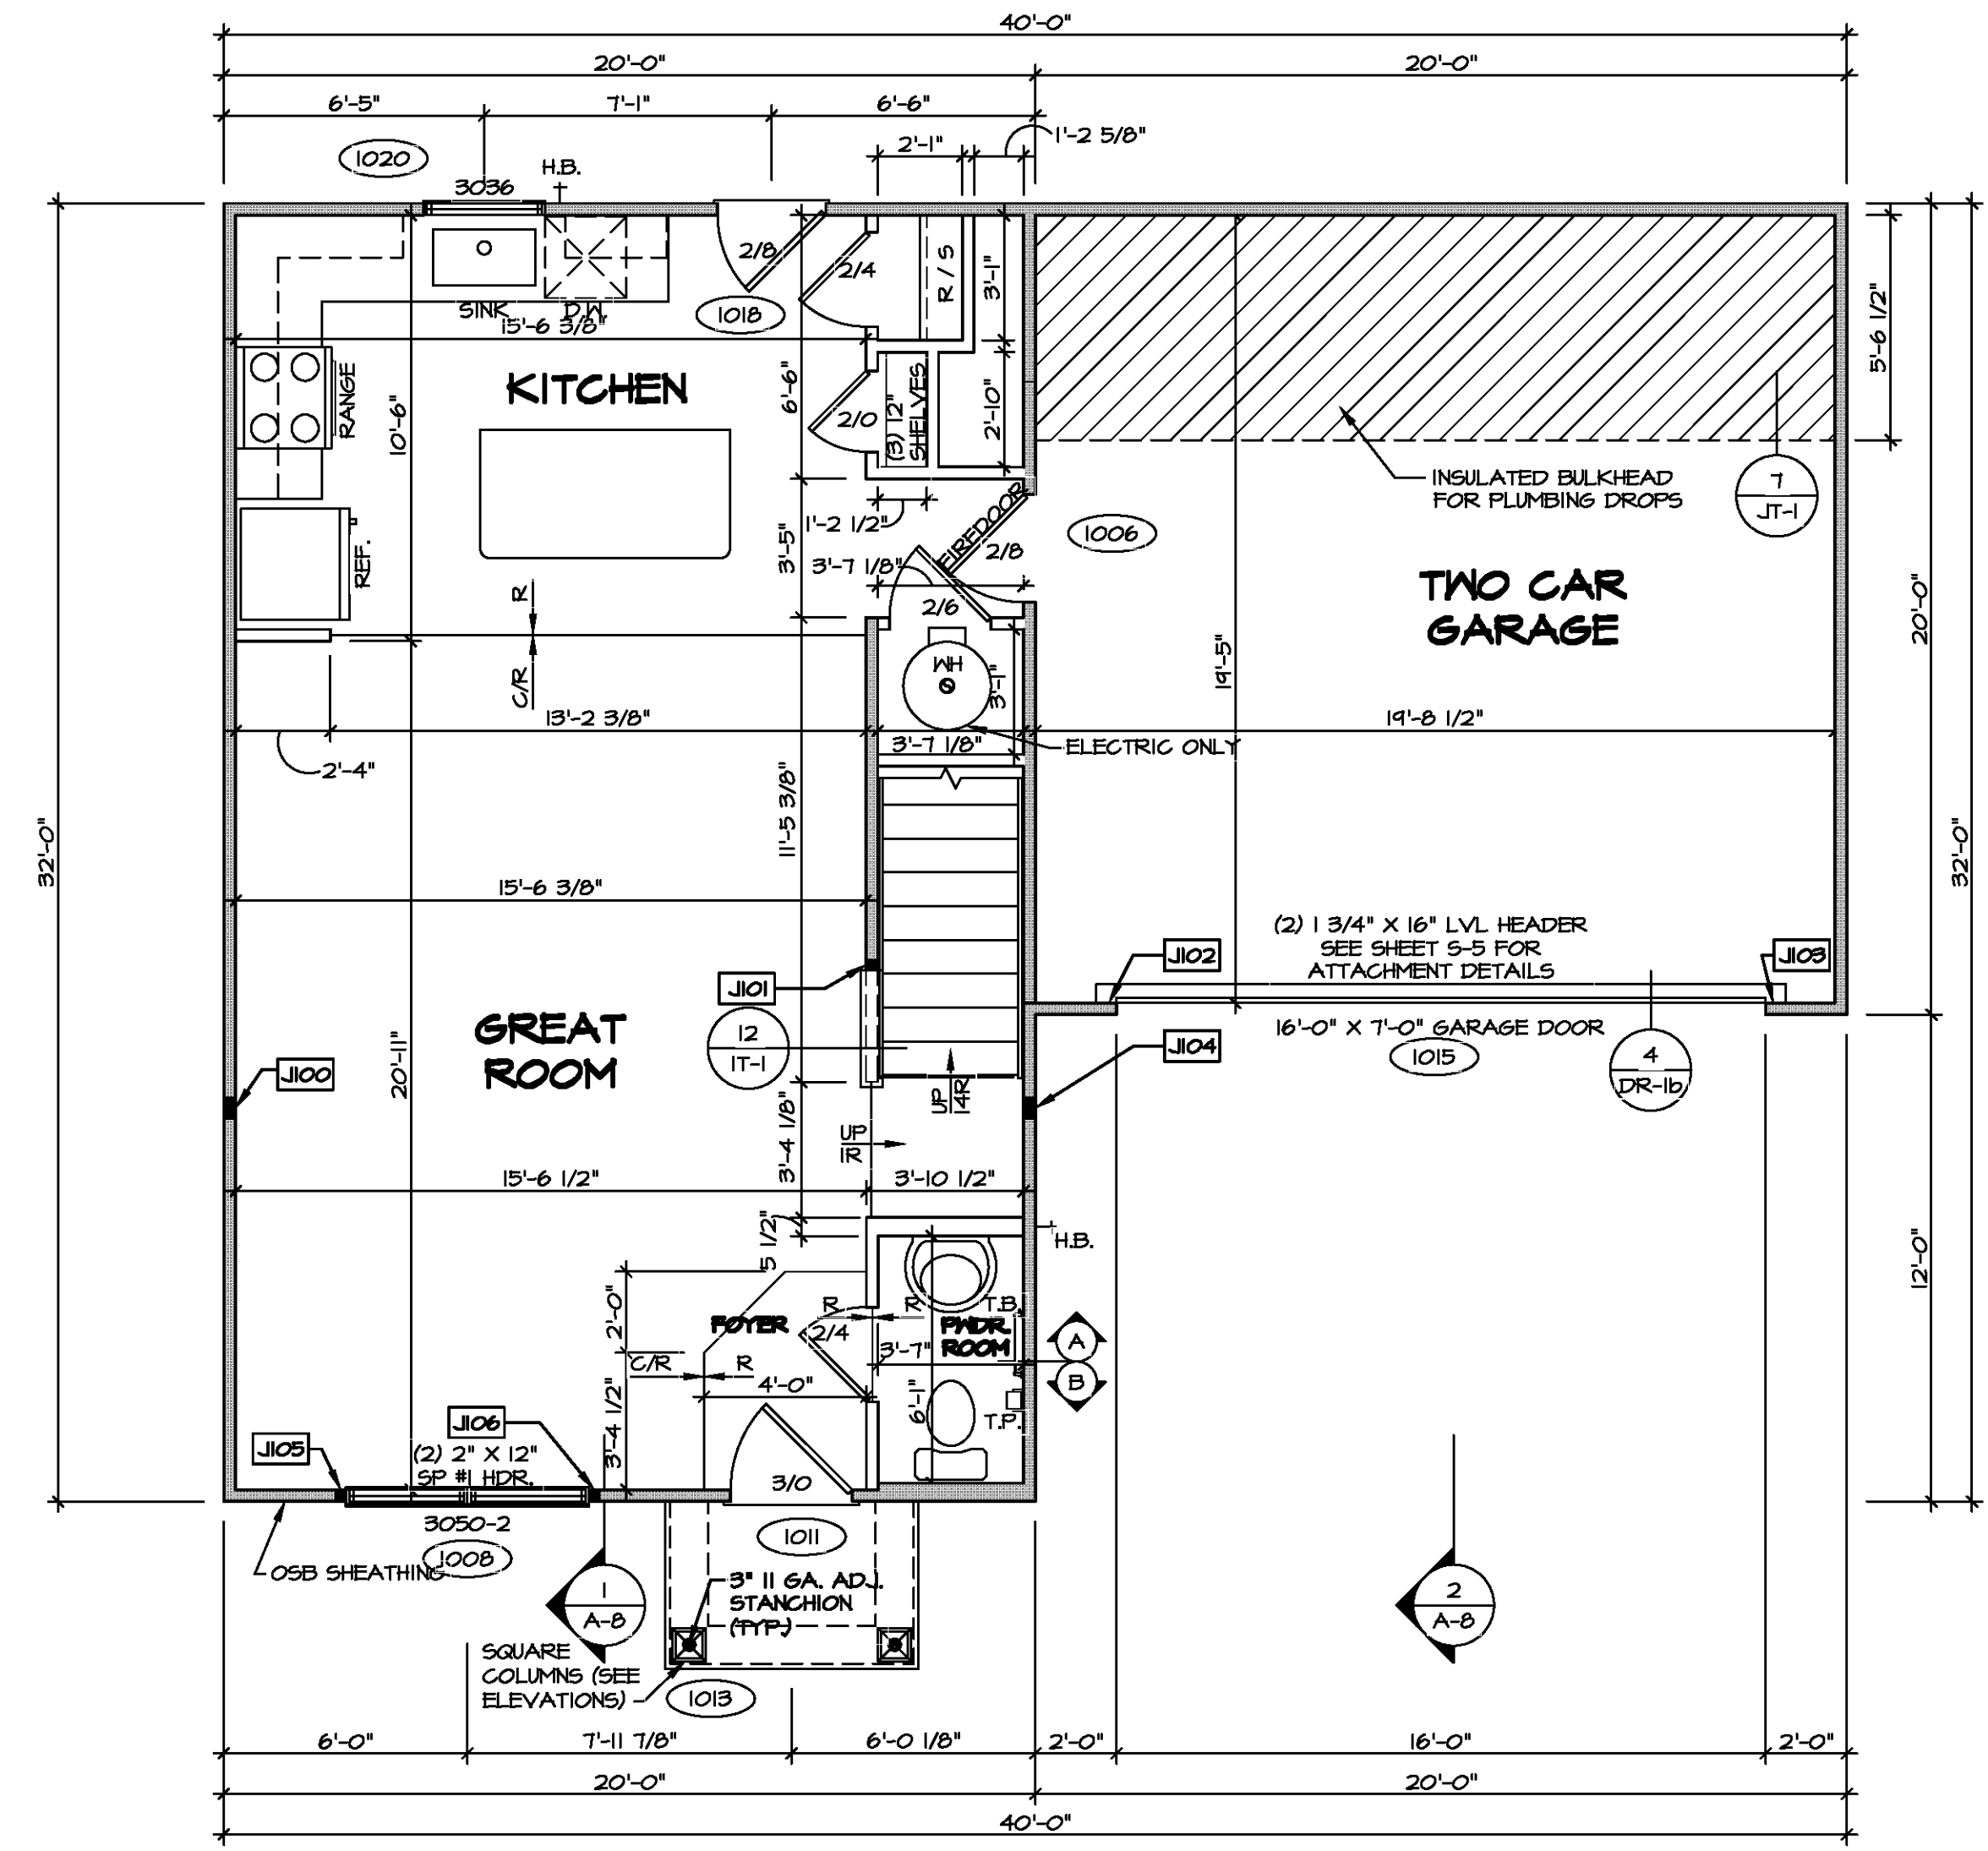 40'-0"
20'-0"
20'-0"
6'-5"
7'-1"
6'-6"
2'-1"
1'-2 5/8"
1020
H.B.
3036
2/8
2/4
R / S
3'-1"
SINK
D.W.
1018
15'-6 3/8"
5'-6 1/2"
RANGE
KITCHEN
10'-6"
6'-6"
2/0
(3) 12"
SHELVES
2'-10"
INSULATED BULKHEAD
FOR PLUMBING DROPS
7
JT-1
1'-2 1/2"
FIREDOOR
1006
2/8
3'-5"
3'-7 1/8"
REF.
R
C/R
2/6
TWO CAR
GARAGE
20'-0"
19'-5"
WH
3'-1"
13'-2 3/8"
19'-8 1/2"
3'-7 1/8"
ELECTRIC ONLY
2'-4"
11'-5 3/8"
32'-0"
32'-0"
15'-6 3/8"
(2) 1 3/4" X 16" LVL HEADER
SEE SHEET S-5 FOR
ATTACHMENT DETAILS
J102
J103
J101
GREAT
ROOM
12
1T-1
16'-0" X 7'-0" GARAGE DOOR
1015
4
DR-1b
J104
J100
20'-11"
UP
14R
UP
1R
3'-4 1/8"
15'-6 1/2"
3'-10 1/2"
5 1/2"
H.B.
12'-0"
2'-0"
FOYER
R
R
2/4
T.B.
PWDR.
ROOM
3'-7"
A
B
C/R
R
4'-0"
6'-1"
T.P.
3'-4 1/2"
J105
J106
(2) 2" X 12"
SP #1 HDR.
3/0
3050-2
1008
OSB SHEATHING
1011
1
A-8
2
A-8
3" 11 GA. ADJ.
STANCHION
(TYP.)
SQUARE
COLUMNS (SEE
ELEVATIONS)
1013
6'-0"
7'-11 7/8"
6'-0 1/8"
2'-0"
16'-0"
2'-0"
20'-0"
20'-0"
40'-0"